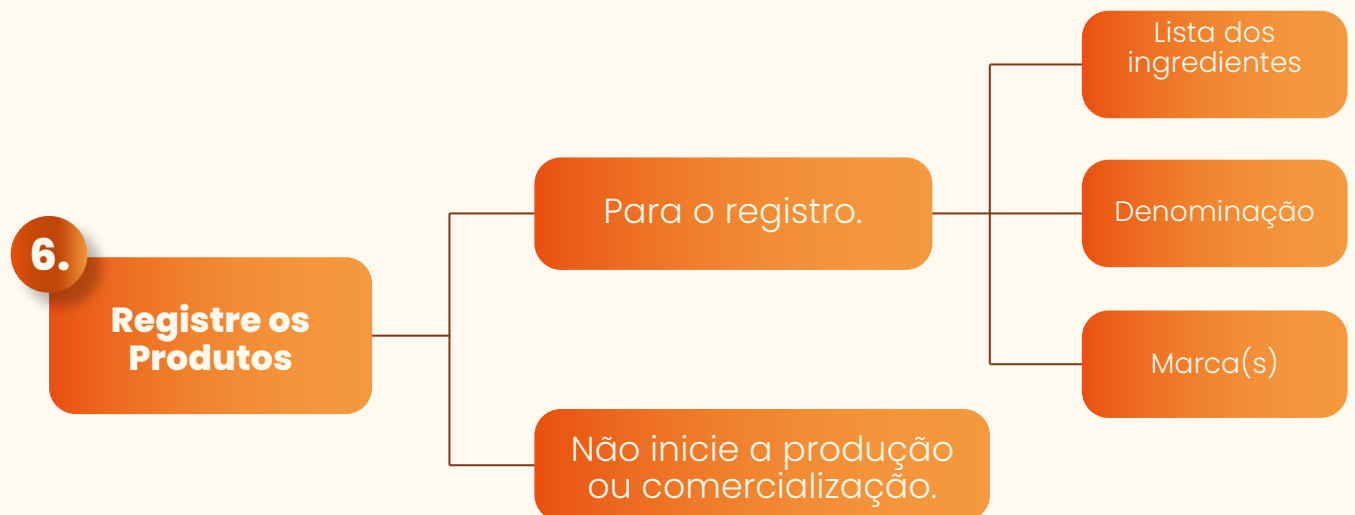 6.
Registre os
Produtos
Para o registro.
Não inicie a produção
ou comercialização.
Lista dos
ingredientes
Denominação
Marca(s)